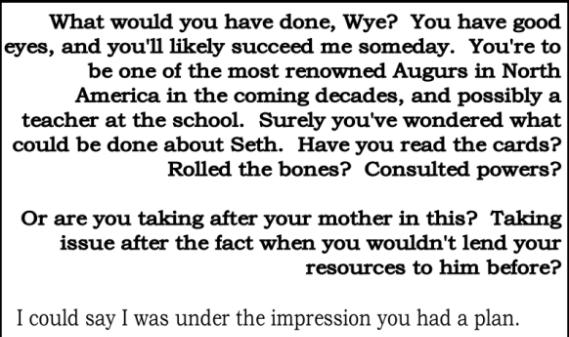 What would you have done, Wye?  You have good
eyes, and you'll likely succeed me someday.  You're to
be one of the most renowned Augurs in North
America in the coming decades, and possibly a
teacher at the school.  Surely you've wondered what
could be done about Seth.  Have you read the cards?
Rolled the bones?  Consulted powers?

Or are you taking after your mother in this?  Taking
issue after the fact when you wouldn't lend your
resources to him before?

I could say I was under the impression you had a plan.